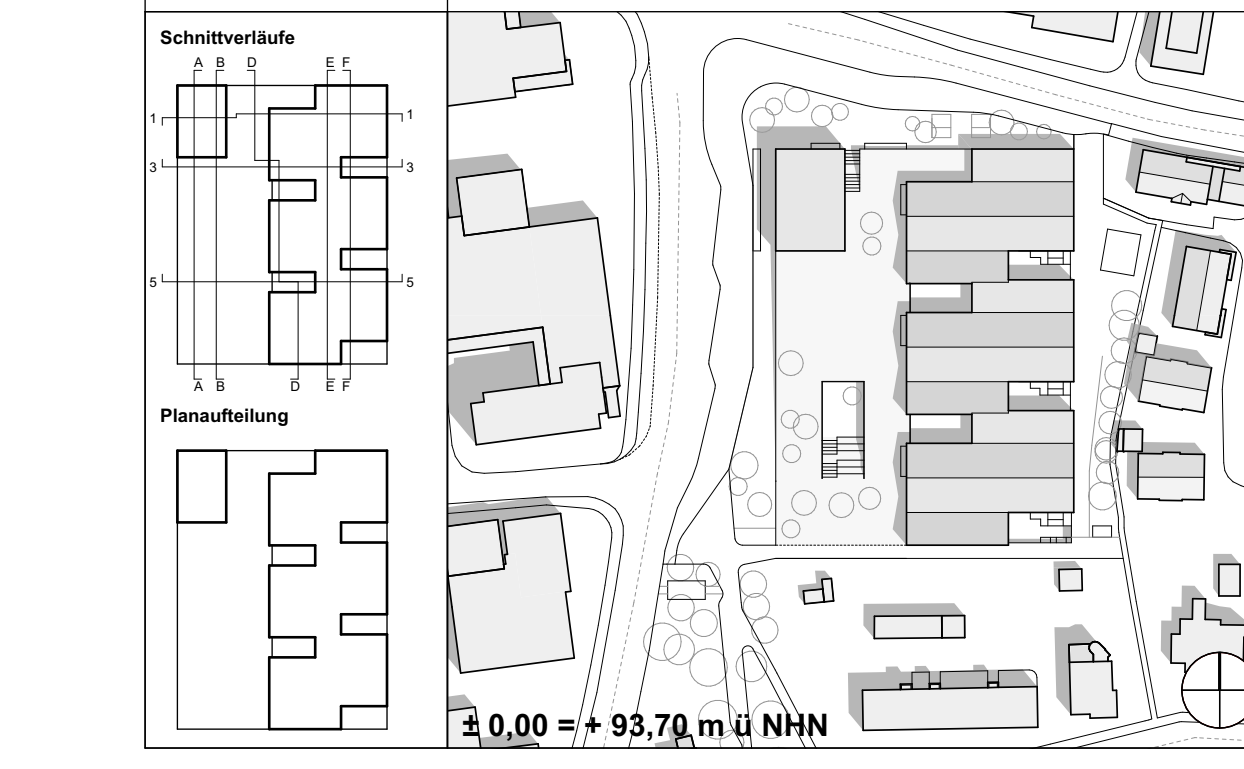 Schnittverläufe
A B D E F
1 1
3 3
5 5
A B D E F
Planaufteilung
± 0,00 = + 93,70 m ü NHN